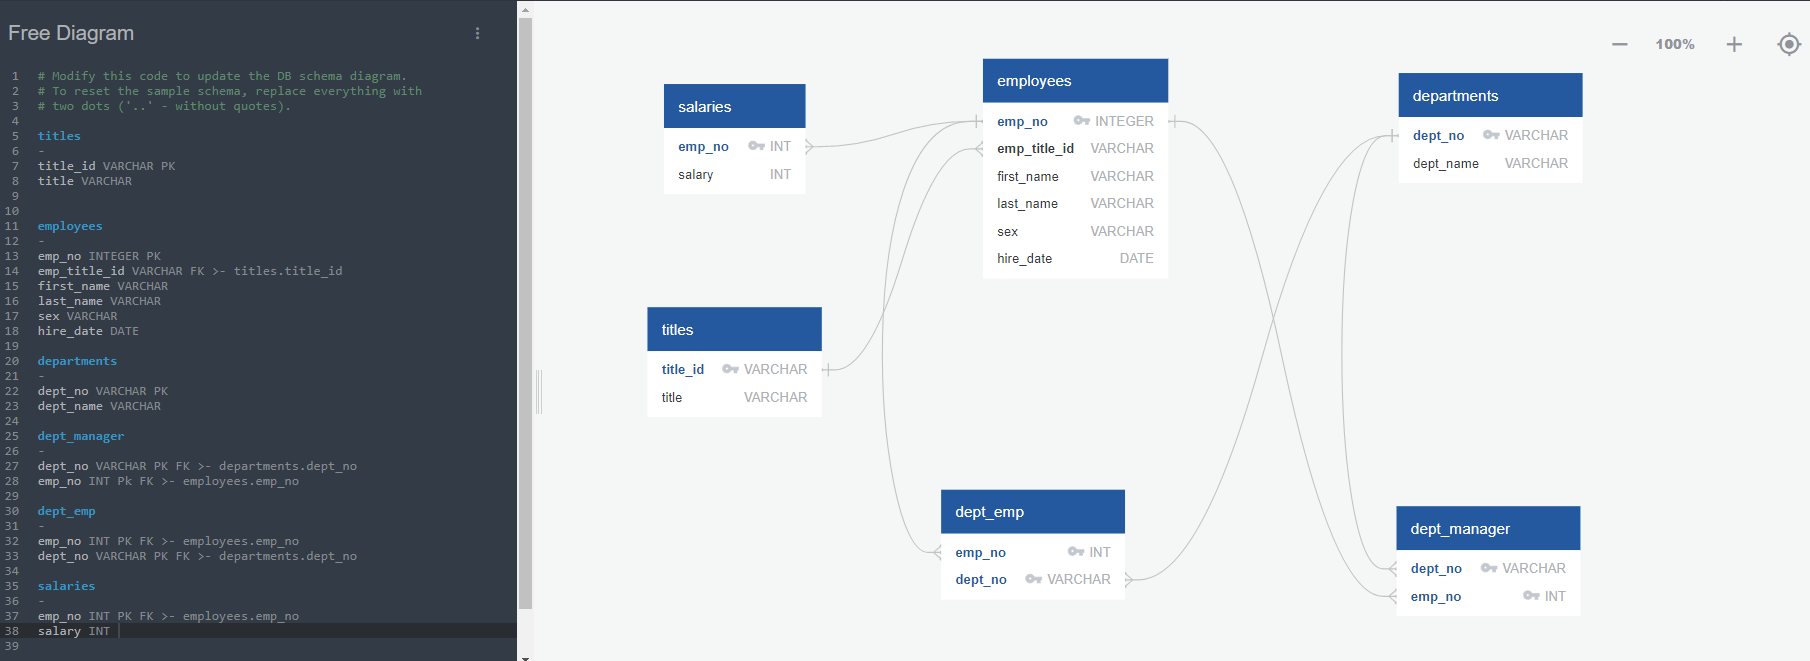 Free Diagram
1 # Modify this code to update the DB schema diagram.
2 # To reset the sample schema, replace everything with
3 # two dots ('..' - without quotes).
4
5 titles
6 -
7 title_id VARCHAR PK
8 title VARCHAR
9
10
11 employees
12 -
13 emp_no INTEGER PK
14 emp_title_id VARCHAR FK >- titles.title_id
15 first_name VARCHAR
16 last_name VARCHAR
17 sex VARCHAR
18 hire_date DATE
19
20 departments
21 -
22 dept_no VARCHAR PK
23 dept_name VARCHAR
24
25 dept_manager
26 -
27 dept_no VARCHAR PK FK >- departments.dept_no
28 emp_no INT Pk FK >- employees.emp_no
29
30 dept_emp
31 -
32 emp_no INT PK FK >- employees.emp_no
33 dept_no VARCHAR PK FK >- departments.dept_no
34
35 salaries
36 -
37 emp_no INT PK FK >- employees.emp_no
38 salary INT
39
100%
salaries
emp_no INT
salary INT
employees
emp_no INTEGER
emp_title_id VARCHAR
first_name VARCHAR
last_name VARCHAR
sex VARCHAR
hire_date DATE
departments
dept_no VARCHAR
dept_name VARCHAR
titles
title_id VARCHAR
title VARCHAR
dept_emp
emp_no INT
dept_no VARCHAR
dept_manager
dept_no VARCHAR
emp_no INT